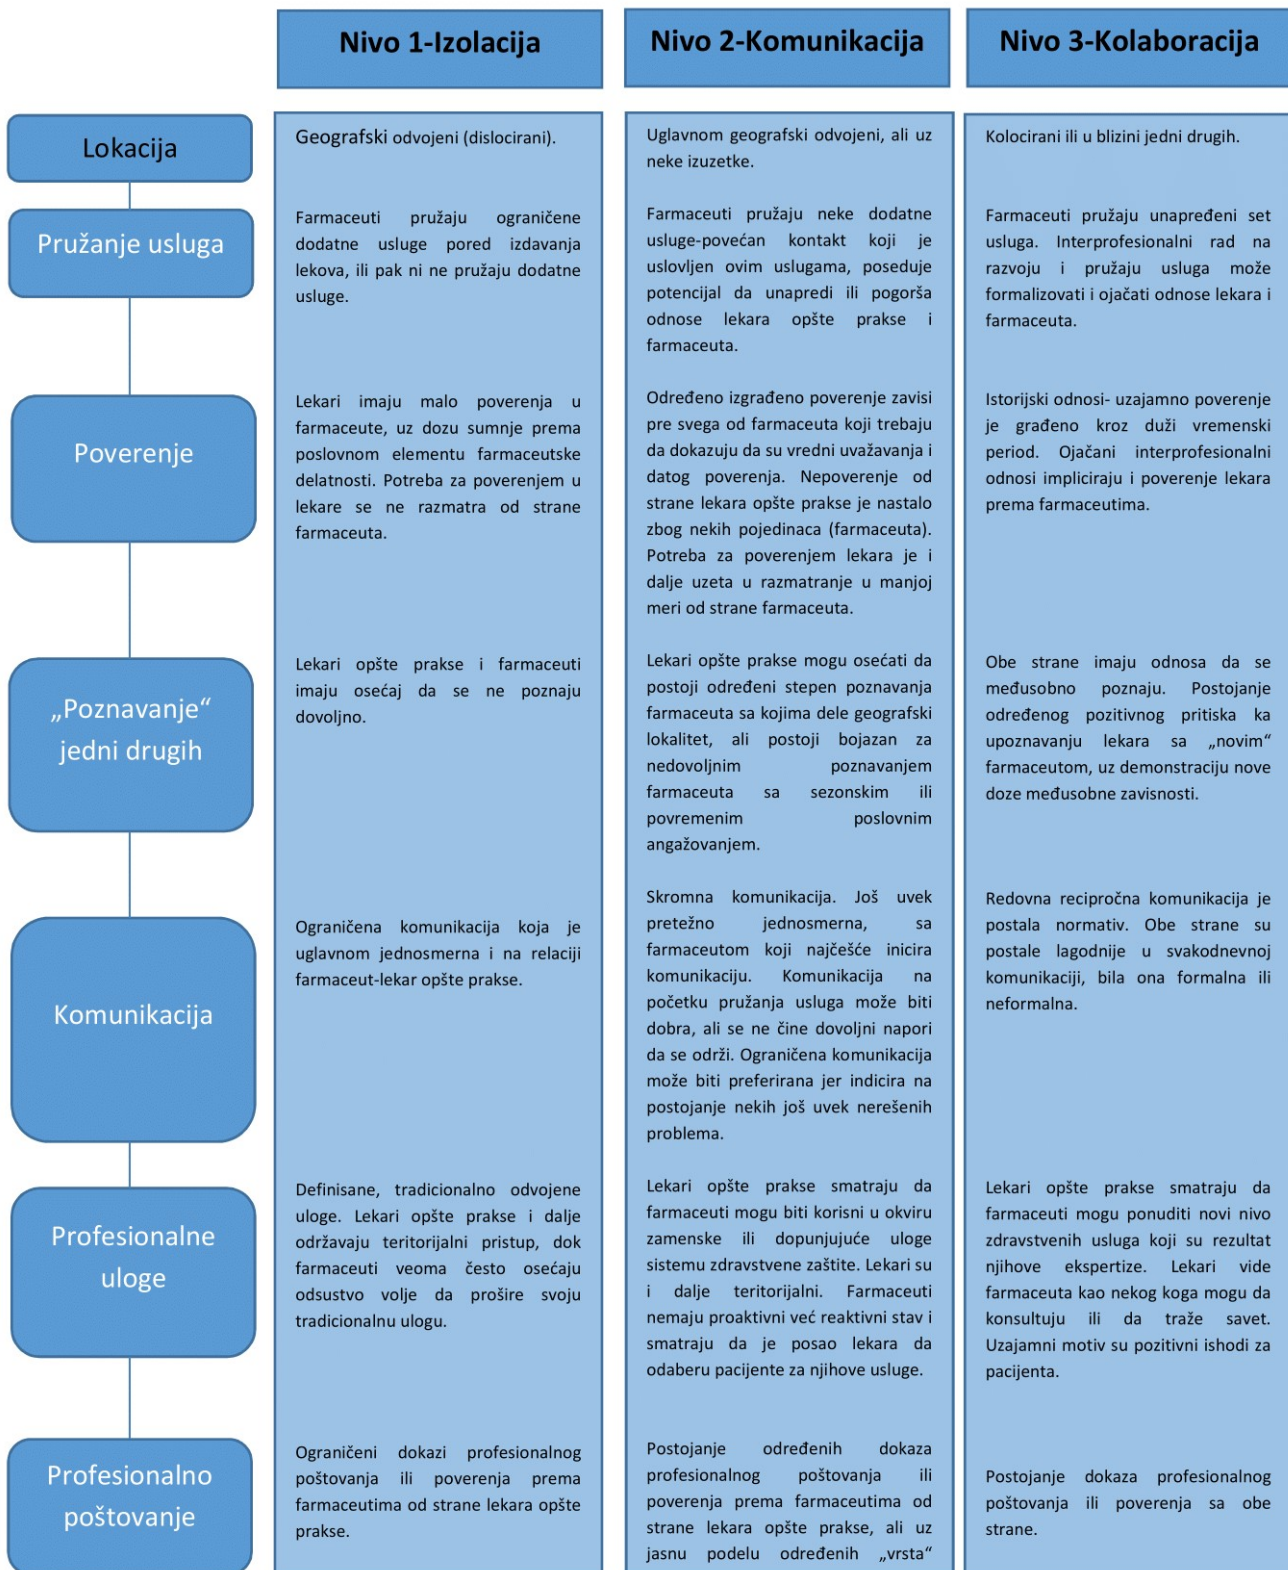 Nivo 1-Izolacija
Nivo 2-Komunikacija
Nivo 3-Kolaboracija
Lokacija
Geografski odvojeni (dislocirani).
Uglavnom geografski odvojeni, ali uz
neke izuzetke.
Kolocirani ili u blizini jedni drugih.
Pružanje usluga
Farmaceuti pružaju ograničene
dodatne usluge pored izdavanja
lekova, ili pak ni ne pružaju dodatne
usluge.
Farmaceuti pružaju neke dodatne
usluge-povećan kontakt koji je
uslovljen ovim uslugama, poseduje
potencijal da unapredi ili pogorša
odnose lekara opšte prakse i
farmaceuta.
Farmaceuti pružaju unapređeni set
usluga. Interprofesionalni rad na
razvoju i pružaju usluga može
formalizovati i ojačati odnose lekara i
farmaceuta.
Poverenje
Lekari imaju malo poverenja u
farmaceute, uz dozu sumnje prema
poslovnom elementu farmaceutske
delatnosti. Potreba za poverenjem u
lekare se ne razmatra od strane
farmaceuta.
Određeno izgrađeno poverenje zavisi
pre svega od farmaceuta koji trebaju
da dokazuju da su vredni uvažavanja i
datog poverenja. Nepoverenje od
strane lekara opšte prakse je nastalo
zbog nekih pojedinaca (farmaceuta).
Potreba za poverenjem lekara je i
dalje uzeta u razmatranje u manjoj
meri od strane farmaceuta.
Istorijski odnosi- uzajamno poverenje
je građeno kroz duži vremenski
period. Ojačani interprofesionalni
odnosi impliciraju i poverenje lekara
prema farmaceutima.
„Poznavanje“
jedni drugih
Lekari opšte prakse i farmaceuti
imaju osećaj da se ne poznaju
dovoljno.
Lekari opšte prakse mogu osećati da
postoji određeni stepen poznavanja
farmaceuta sa kojima dele geografski
lokalitet, ali postoji bojazan za
nedovoljnim poznavanjem
farmaceuta sa sezonskim ili
povremenim poslovnim
angažovanjem.
Obe strane imaju odnosa da se
međusobno poznaju. Postojanje
određenog pozitivnog pritiska ka
upoznavanju lekara sa „novim“
farmaceutom, uz demonstraciju nove
doze međusobne zavisnosti.
Komunikacija
Ograničena komunikacija koja je
uglavnom jednosmerna i na relaciji
farmaceut-lekar opšte prakse.
Skromna komunikacija. Još uvek
pretežno jednosmerna, sa
farmaceutom koji najčešće inicira
komunikaciju. Komunikacija na
početku pružanja usluga može biti
dobra, ali se ne čine dovoljni napori
da se održi. Ograničena komunikacija
može biti preferirana jer indicira na
postojanje nekih još uvek nerešenih
problema.
Redovna recipročna komunikacija je
postala normativ. Obe strane su
postale lagodnije u svakodnevnoj
komunikaciji, bila ona formalna ili
neformalna.
Profesionalne
uloge
Definisane, tradicionalno odvojene
uloge. Lekari opšte prakse i dalje
održavaju teritorijalni pristup, dok
farmaceuti veoma često osećaju
odsustvo volje da prošire svoju
tradicionalnu ulogu.
Lekari opšte prakse smatraju da
farmaceuti mogu biti korisni u okviru
zamenske ili dopunjujuće uloge
sistemu zdravstvene zaštite. Lekari su
i dalje teritorijalni. Farmaceuti
nemaju proaktivni već reaktivni stav i
smatraju da je posao lekara da
odaberu pacijente za njihove usluge.
Lekari opšte prakse smatraju da
farmaceuti mogu ponuditi novi nivo
zdravstvenih usluga koji su rezultat
njihove ekspertize. Lekari vide
farmaceuta kao nekog koga mogu da
konsultuju ili da traže savet.
Uzajamni motiv su pozitivni ishodi za
pacijenta.
Profesionalno
poštovanje
Ograničeni dokazi profesionalnog
poštovanja ili poverenja prema
farmaceutima od strane lekara opšte
prakse.
Postojanje određenih dokaza
profesionalnog poštovanja ili
poverenja prema farmaceutima od
strane lekara opšte prakse, ali uz
jasnu podelu određenih „vrsta“
Postojanje dokaza profesionalnog
poštovanja ili poverenja sa obe
strane.